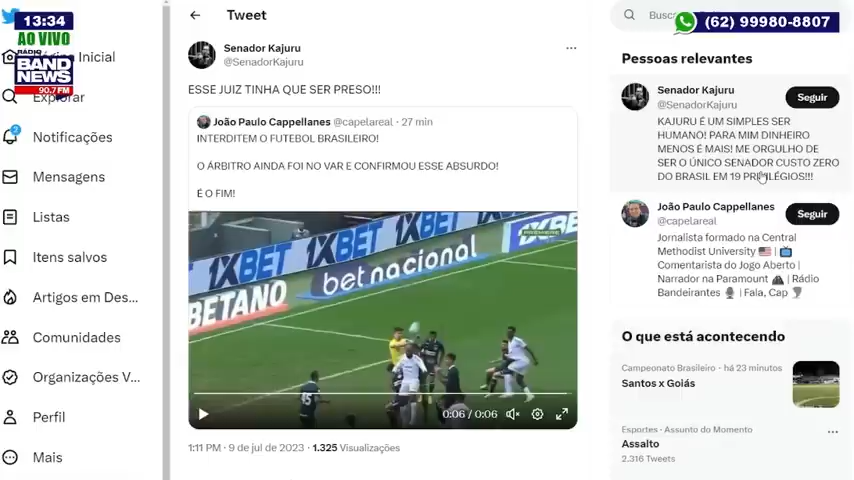 13:34
AO VIVO
RÁDIO
BAND
NEWS
90.7 FM
Página Inicial
Explorar
Notificações
Mensagens
Listas
Itens salvos
Artigos em Des...
Comunidades
Organizações V...
Perfil
Mais
Tweet
Senador Kajuru
@SenadorKajuru
ESSE JUIZ TINHA QUE SER PRESO!!!
João Paulo Cappellanes @capelareal · 27 min
INTERDITEM O FUTEBOL BRASILEIRO!
O ÁRBITRO AINDA FOI NO VAR E CONFIRMOU ESSE ABSURDO!
É O FIM!
1XBET 1XBET 1XBET 1XBET
PREMIERE
BETANO
bet nacional
45
0:06 / 0:06
1:11 PM · 9 de jul de 2023 · 1.325 Visualizações
Busc
(62) 99980-8807
Pessoas relevantes
Senador Kajuru
@SenadorKajuru
Seguir
KAJURU É UM SIMPLES SER
HUMANO! PARA MIM DINHEIRO
MENOS É MAIS! ME ORGULHO DE
SER O ÚNICO SENADOR CUSTO ZERO
DO BRASIL EM 19 PRIVILÉGIOS!!!
João Paulo Cappellanes
@capelareal
Seguir
Jornalista formado na Central
Methodist University
Comentarista do Jogo Aberto |
Narrador na Paramount | Rádio
Bandeirantes | Fala, Cap
O que está acontecendo
Campeonato Brasileiro · há 23 minutos
Santos x Goiás
Esportes · Assunto do Momento
Assalto
2.316 Tweets